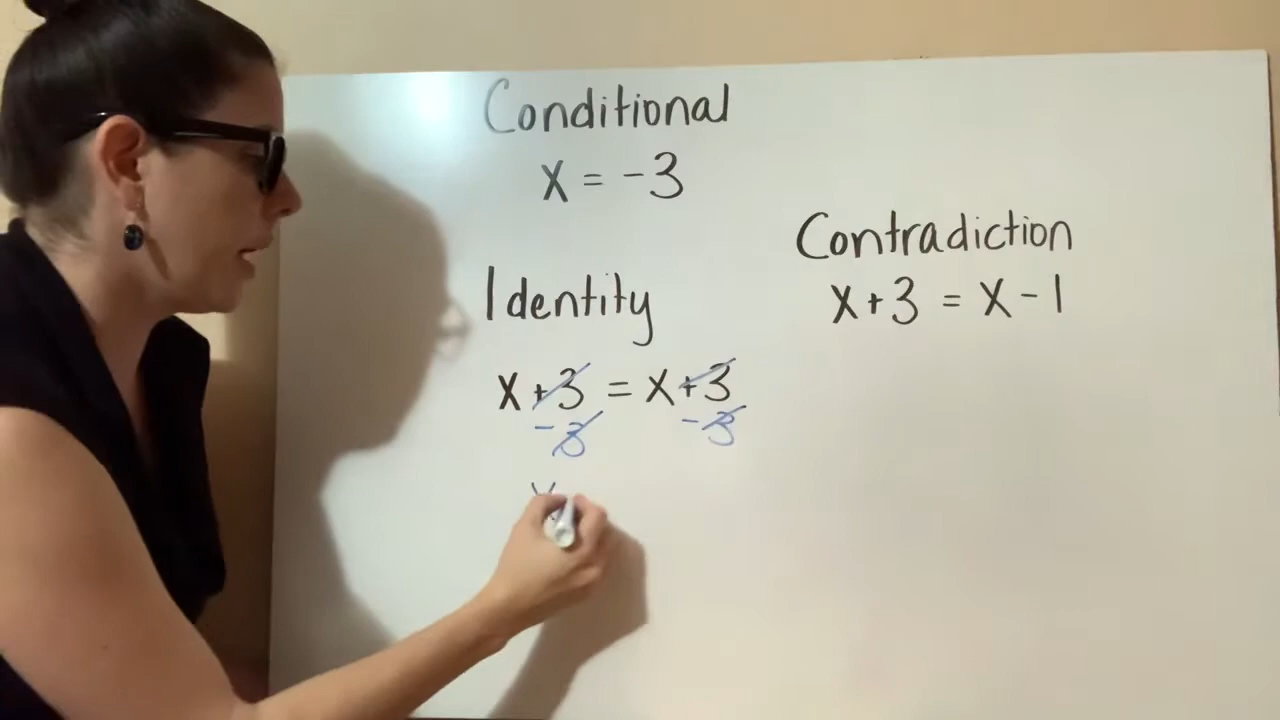 Conditional
x = -3
Identity
x+3 = x+3
-3 -3
x
Contradiction
x+3 = x-1